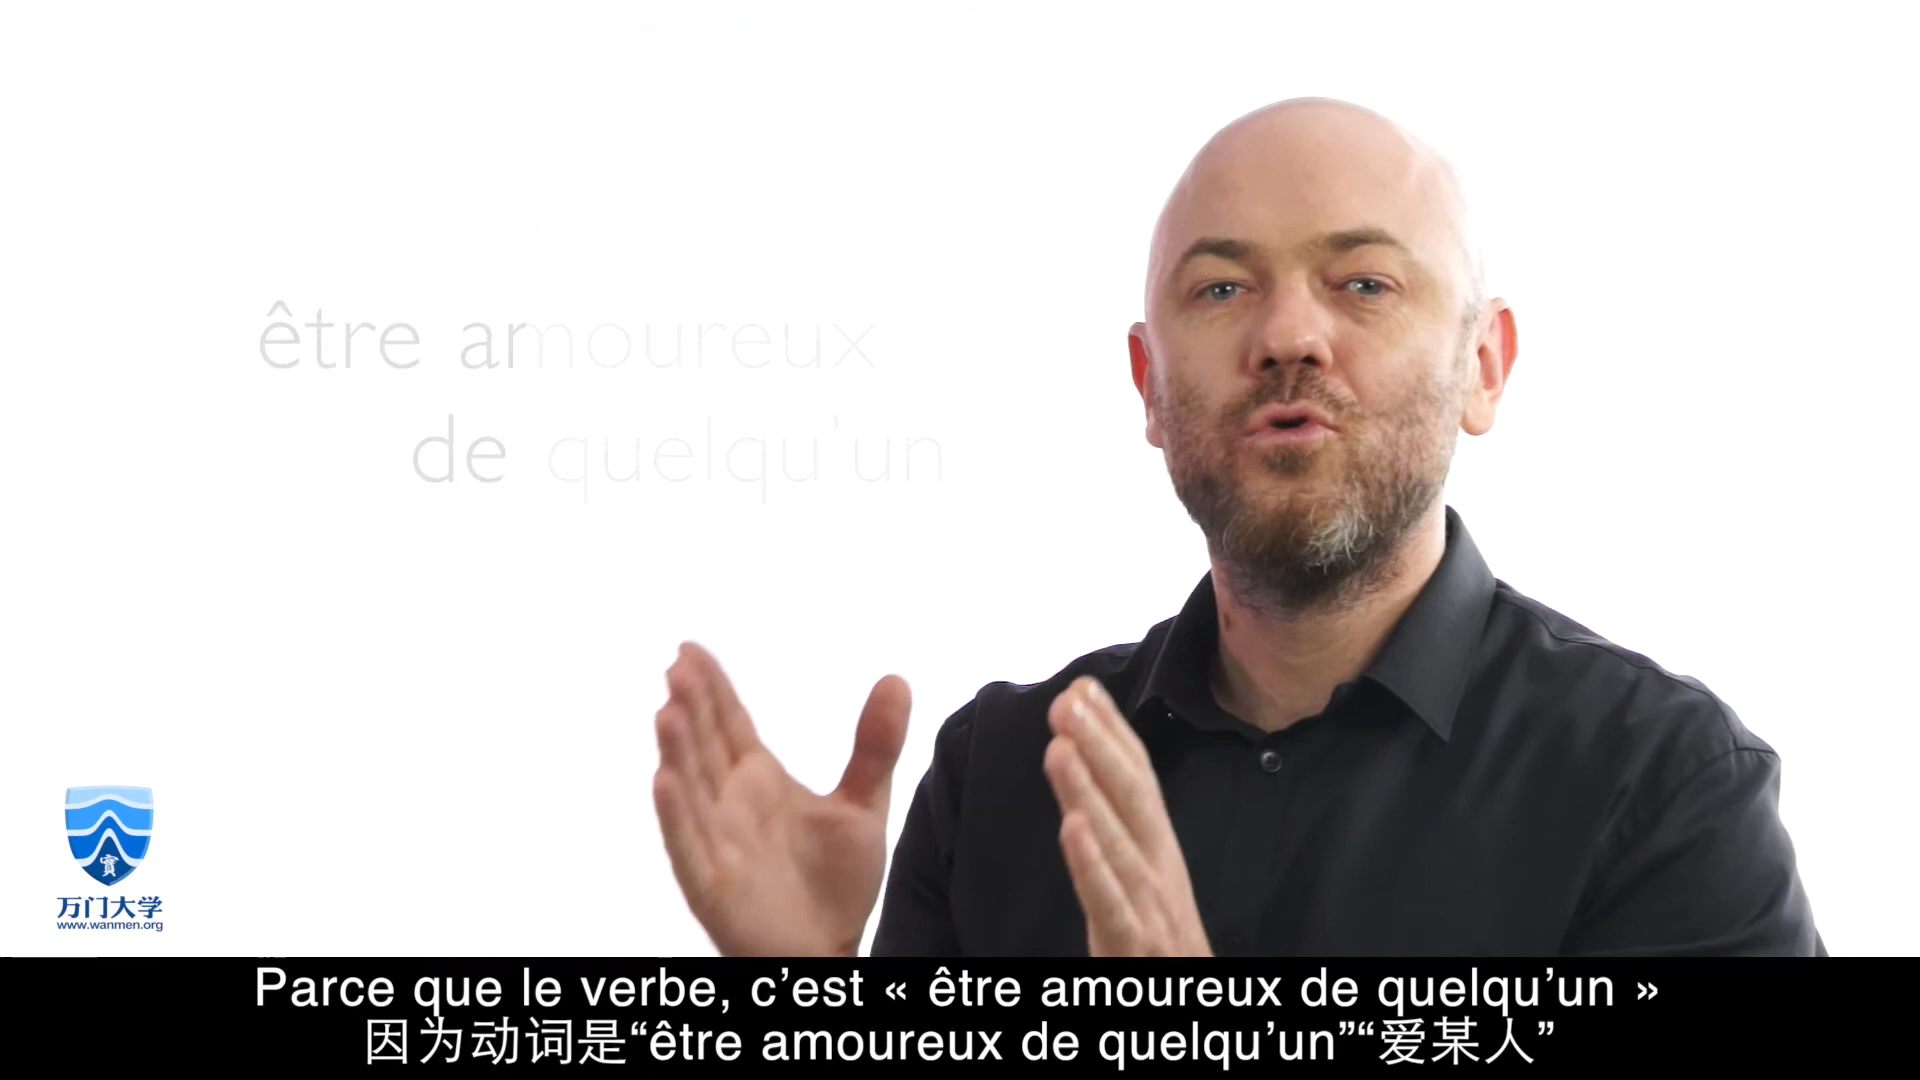 être amoureux
de quelqu’un
實
万门大学
www.wanmen.org
Parce que le verbe, c’est « être amoureux de quelqu’un »
因为动词是“être amoureux de quelqu’un”“爱某人”